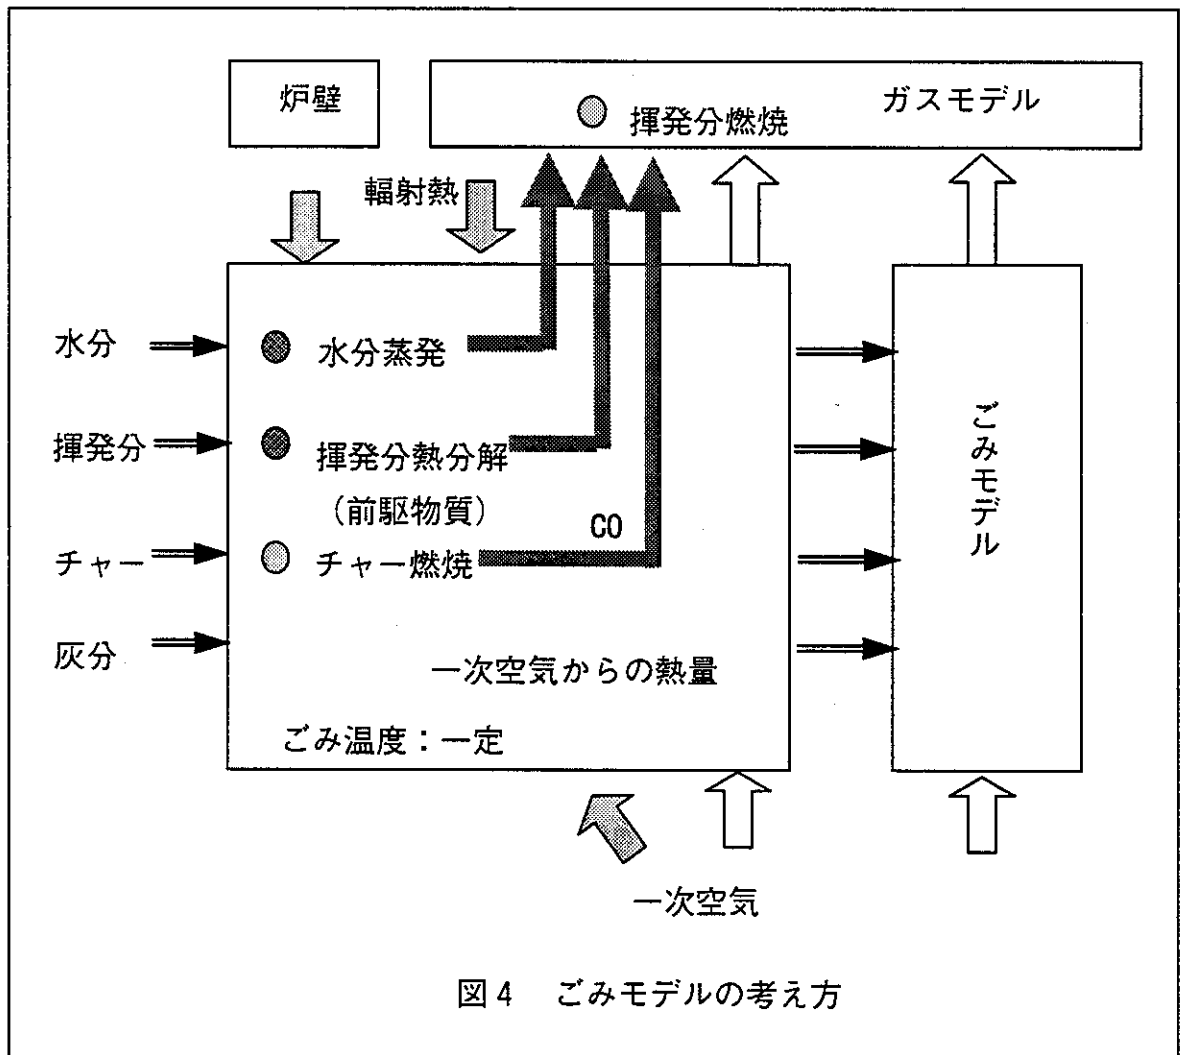 炉壁
ガスモデル
揮発分燃焼
輻射熱
水分
水分蒸発
揮発分
揮発分熱分解
(前駆物質)
CO
チャー
チャー燃焼
灰分
一次空気からの熱量
ごみ温度：一定
ごみモデル
一次空気
図４　ごみモデルの考え方